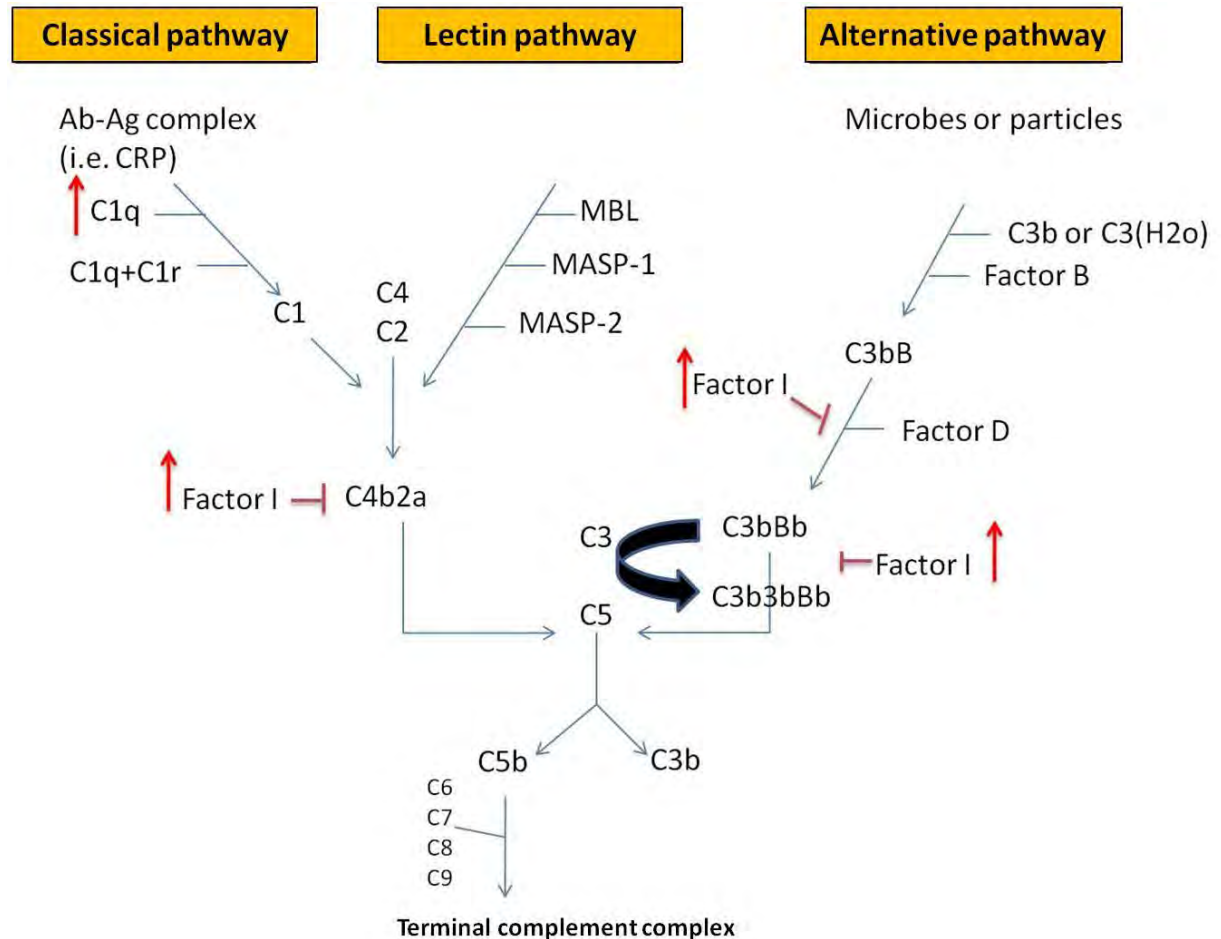 Classical pathway
Lectin pathway
Alternative pathway
Ab-Ag complex
(i.e. CRP)
C1q
C1q+C1r
C1
C4
C2
MBL
MASP-1
MASP-2
Microbes or particles
C3b or C3(H2o)
Factor B
C3bB
Factor I
Factor D
Factor I
C4b2a
C3
C3bBb
Factor I
C3b3bBb
C5
C5b
C3b
C6
C7
C8
C9
Terminal complement complex